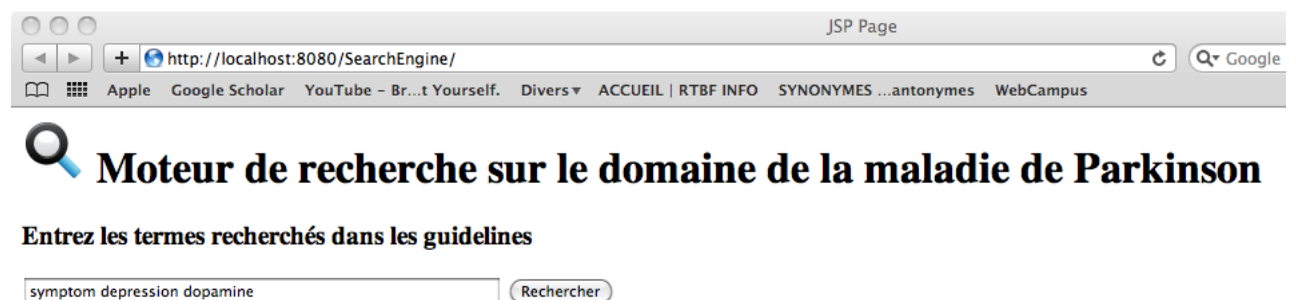 JSP Page
http://localhost:8080/SearchEngine/
Google
Apple Google Scholar YouTube – Br...t Yourself. Divers▾ ACCUEIL | RTBF INFO SYNONYMES ...antonymes WebCampus
Moteur de recherche sur le domaine de la maladie de Parkinson
Entrez les termes recherchés dans les guidelines
symptom depression dopamine Rechercher